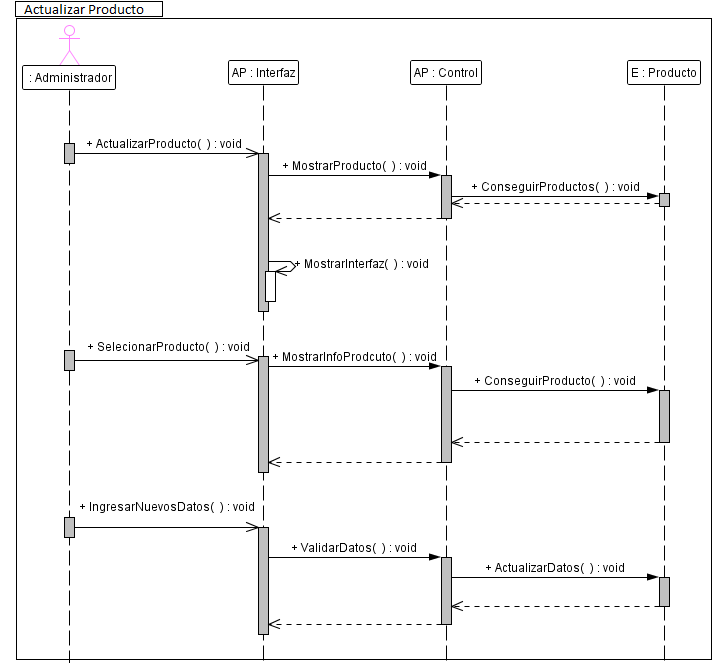 Actualizar Producto
: Administrador
AP : Interfaz
AP : Control
E : Producto
+ ActualizarProducto( ) : void
+ MostrarProducto( ) : void
+ ConseguirProductos( ) : void
+ MostrarInterfaz( ) : void
+ SelecionarProducto( ) : void
+ MostrarInfoProdcuto( ) : void
+ ConseguirProducto( ) : void
+ IngresarNuevosDatos( ) : void
+ ValidarDatos( ) : void
+ ActualizarDatos( ) : void